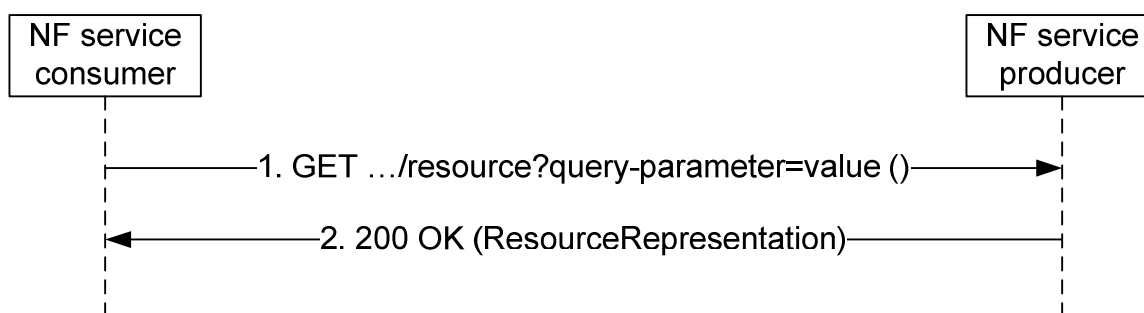 NF service
consumer
NF service
producer
1. GET …/resource?query-parameter=value ()
2. 200 OK (ResourceRepresentation)